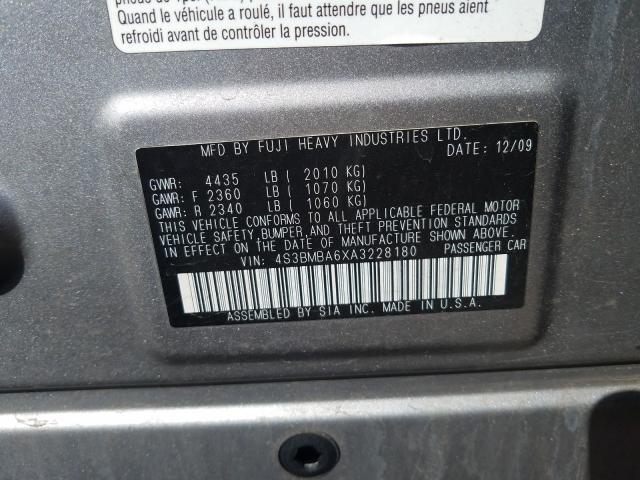 Quand le véhicule a roulé, il faut attendre que les pneus aient
refroidi avant de contrôler la pression.
MFD BY FUJI HEAVY INDUSTRIES LTD.
DATE: 12/09
GVWR: 4435 LB ( 2010 KG)
GAWR: F 2360 LB ( 1070 KG)
GAWR: R 2340 LB ( 1060 KG)
THIS VEHICLE CONFORMS TO ALL APPLICABLE FEDERAL MOTOR
VEHICLE SAFETY,BUMPER,AND THEFT PREVENTION STANDARDS
IN EFFECT ON THE DATE OF MANUFACTURE SHOWN ABOVE.
VIN: 4S3BMBA6XA3228180 PASSENGER CAR
ASSEMBLED BY SIA INC. MADE IN U.S.A.